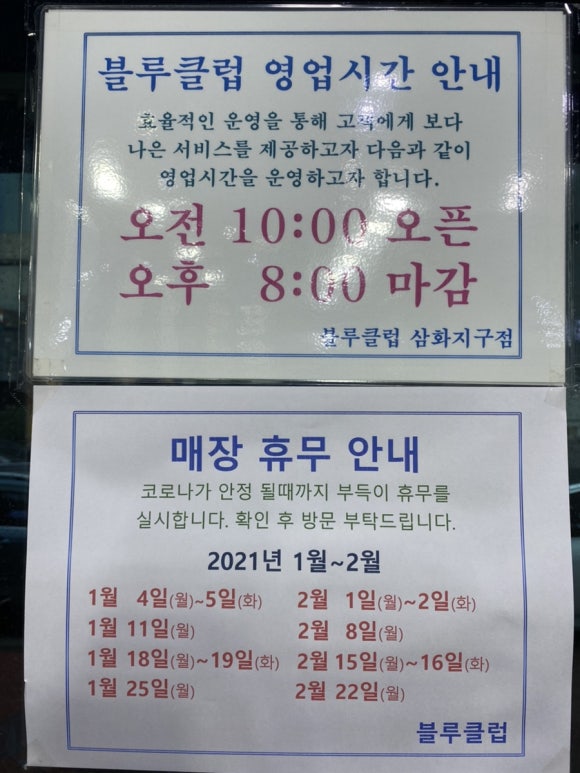 블루클럽 영업시간 안내
효율적인 운영을 통해 고객에게 보다
나은 서비스를 제공하고자 다음과 같이
영업시간을 운영하고자 합니다.
오전 10:00 오픈
오후 8:00 마감
블루클럽 삼화지구점
매장 휴무 안내
코로나가 안정 될때까지 부득이 휴무를
실시합니다. 확인 후 방문 부탁드립니다.
2021년 1월~2월
1월 4일(월)~5일(화) 2월 1일(월)~2일(화)
1월 11일(월) 2월 8일(월)
1월 18일(월)~19일(화) 2월 15일(월)~16일(화)
1월 25일(월) 2월 22일(월)
블루클럽